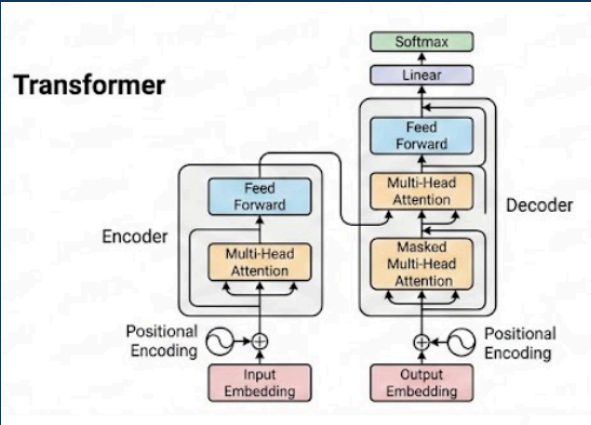 Transformer
Softmax
Linear
Feed
Forward
Multi-Head
Attention
Masked
Multi-Head
Attention
Decoder
Feed
Forward
Multi-Head
Attention
Encoder
Positional
Encoding
Input
Embedding
Output
Embedding
Positional
Encoding